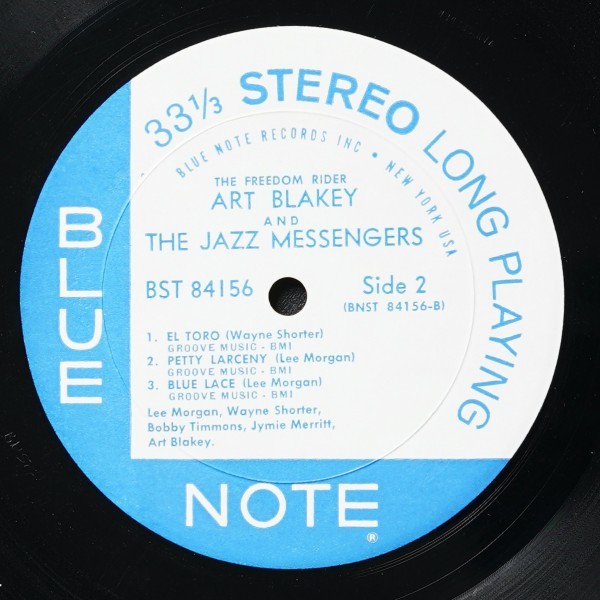 33⅓ STEREO LONG PLAYING
BLUE NOTE RECORDS INC • NEW YORK USA
THE FREEDOM RIDER
ART BLAKEY
AND
THE JAZZ MESSENGERS
BST 84156
Side 2
(BNST 84156-B)
1. EL TORO (Wayne Shorter)
GROOVE MUSIC - BMI
2. PETTY LARCENY (Lee Morgan)
GROOVE MUSIC - BMI
3. BLUE LACE (Lee Morgan)
GROOVE MUSIC - BMI
Lee Morgan, Wayne Shorter,
Bobby Timmons, Jymie Merritt,
Art Blakey.
BLUE
NOTE
®